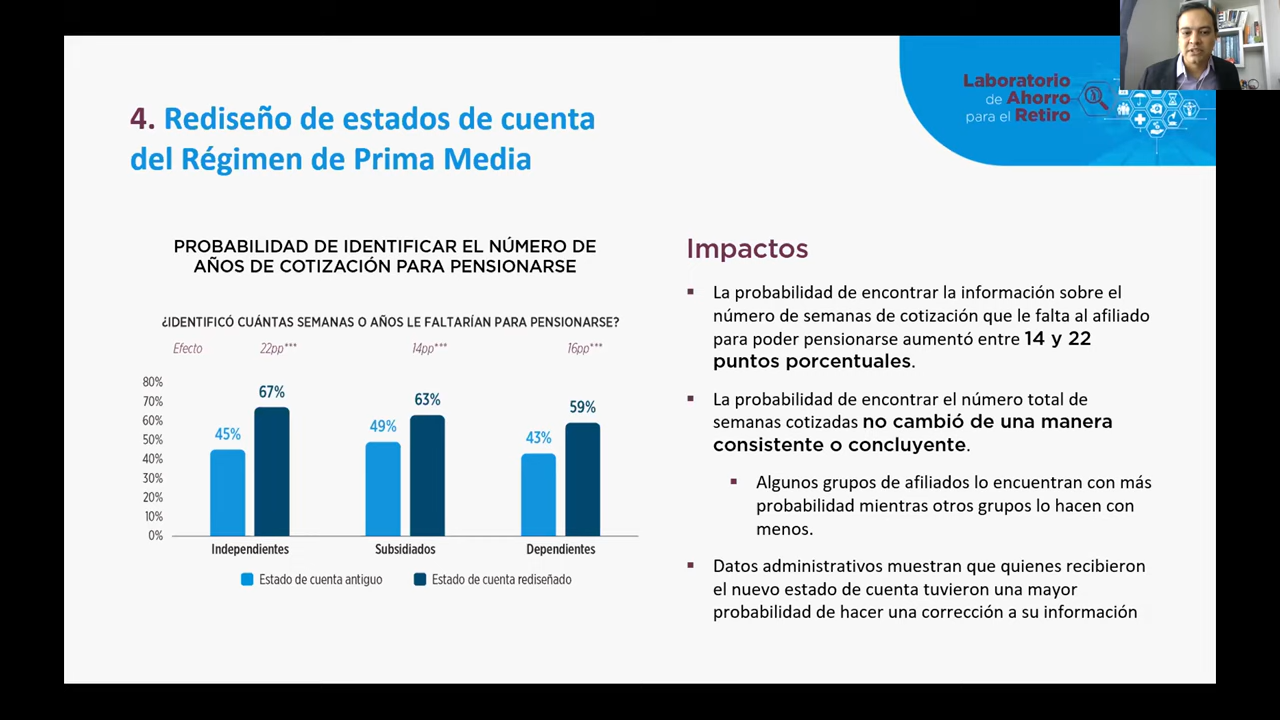 Laboratorio
de Ahorro
para el Retiro
4. Rediseño de estados de cuenta
del Régimen de Prima Media
PROBABILIDAD DE IDENTIFICAR EL NÚMERO DE
AÑOS DE COTIZACIÓN PARA PENSIONARSE
¿IDENTIFICÓ CUÁNTAS SEMANAS O AÑOS LE FALTARÍAN PARA PENSIONARSE?
Efecto 22pp*** 14pp*** 16pp***
80%
70%
60%
50%
40%
30%
20%
10%
0%
45% 67% 49% 63% 43% 59%
Independientes Subsidiados Dependientes
Estado de cuenta antiguo Estado de cuenta rediseñado
Impactos
La probabilidad de encontrar la información sobre el
número de semanas de cotización que le falta al afiliado
para poder pensionarse aumentó entre 14 y 22
puntos porcentuales.
La probabilidad de encontrar el número total de
semanas cotizadas no cambió de una manera
consistente o concluyente.
Algunos grupos de afiliados lo encuentran con más
probabilidad mientras otros grupos lo hacen con
menos.
Datos administrativos muestran que quienes recibieron
el nuevo estado de cuenta tuvieron una mayor
probabilidad de hacer una corrección a su información